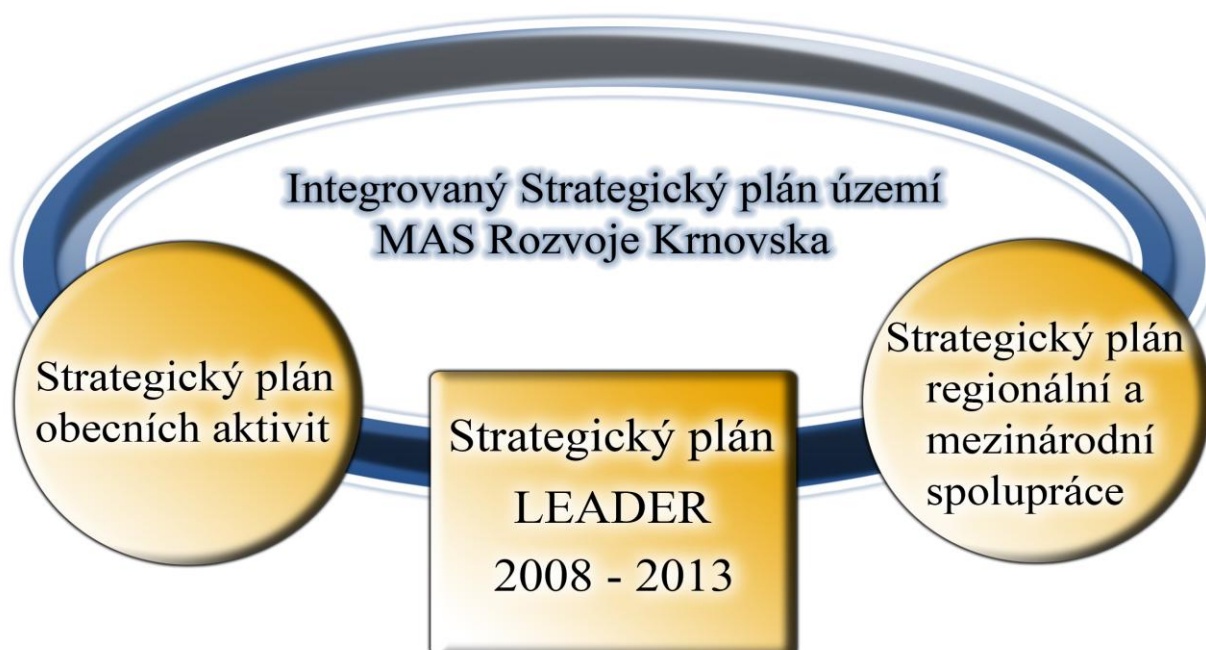 Integrovaný Strategický plán území
MAS Rozvoje Krnovska
Strategický plán
obecních aktivit
Strategický plán
LEADER
2008 - 2013
Strategický plán
regionální a
mezinárodní
spolupráce